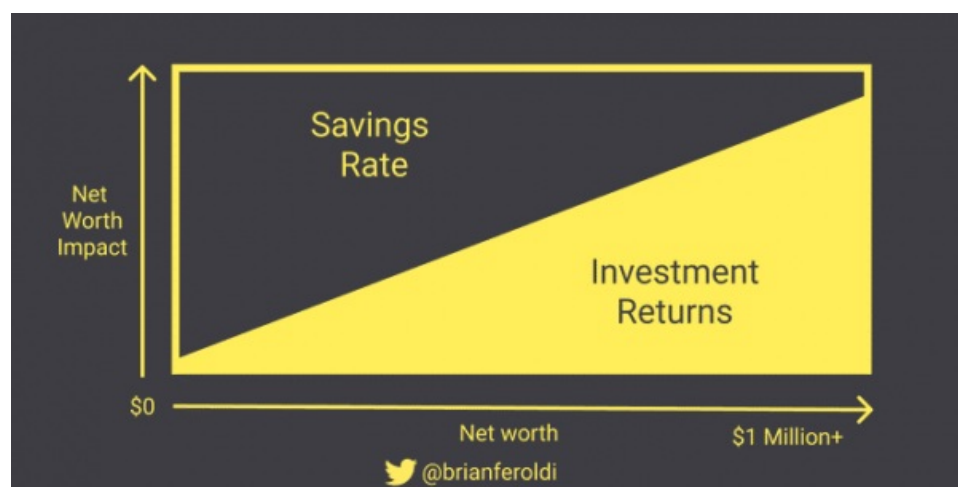 Savings
Rate
Net
Worth
Impact
Investment
Returns
$0
Net worth
$1 Million+
@brianferoldi